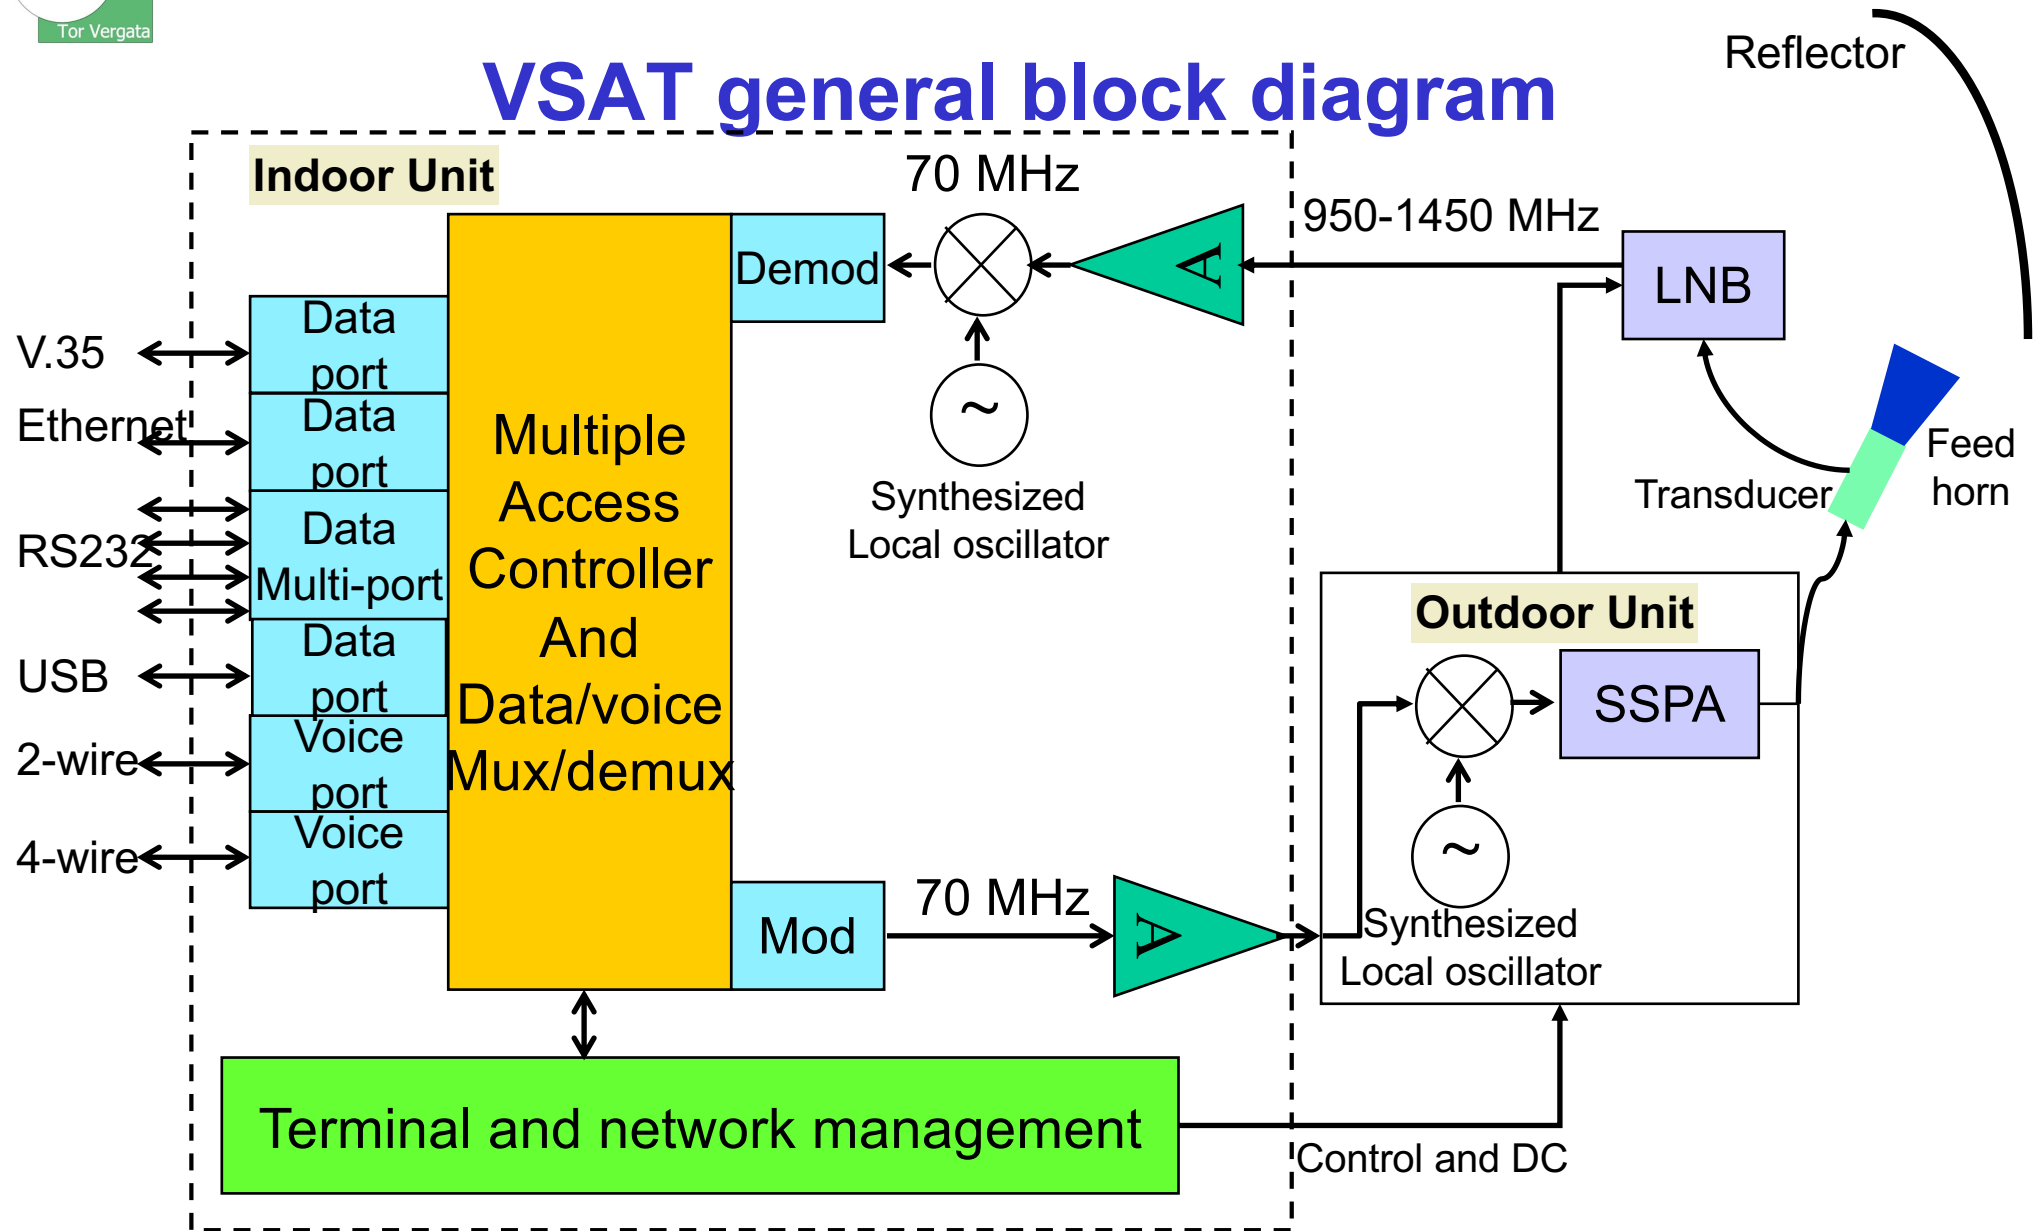 Tor Vergata
VSAT general block diagram
Reflector
Indoor Unit
70 MHz
950-1450 MHz
Demod
A
LNB
V.35
Data
port
Ethernet
Data
port
RS232
Data
Multi-port
USB
Data
port
2-wire
Voice
port
4-wire
Voice
port
Multiple
Access
Controller
And
Data/voice
Mux/demux
~
Synthesized
Local oscillator
Transducer
Feed
horn
Outdoor Unit
SSPA
~
Synthesized
Local oscillator
Mod
70 MHz
A
Terminal and network management
Control and DC